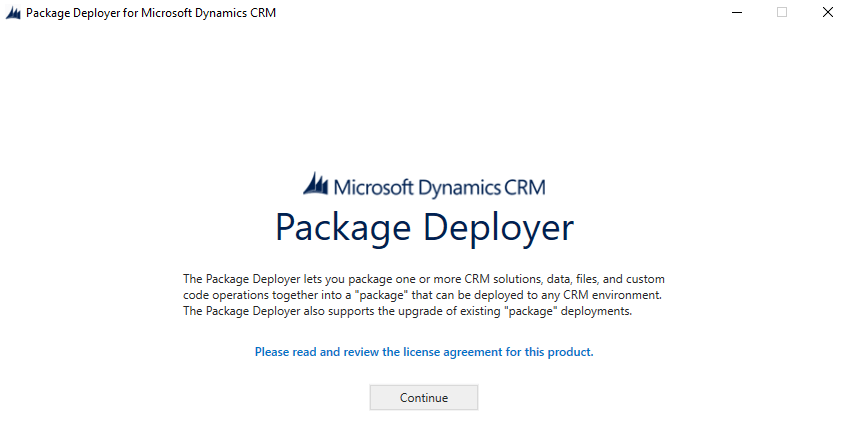 Package Deployer for Microsoft Dynamics CRM
Microsoft Dynamics CRM
Package Deployer
The Package Deployer lets you package one or more CRM solutions, data, files, and custom
code operations together into a "package" that can be deployed to any CRM environment.
The Package Deployer also supports the upgrade of existing "package" deployments.
Please read and review the license agreement for this product.
Continue